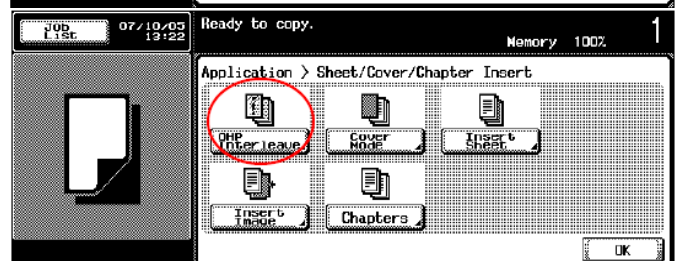 Job List
07/10/05
13:22
Ready to copy.
Memory 100%
1
Application > Sheet/Cover/Chapter Insert
OHP Interleave
Cover Mode
Insert Sheet
Insert Image
Chapters
OK